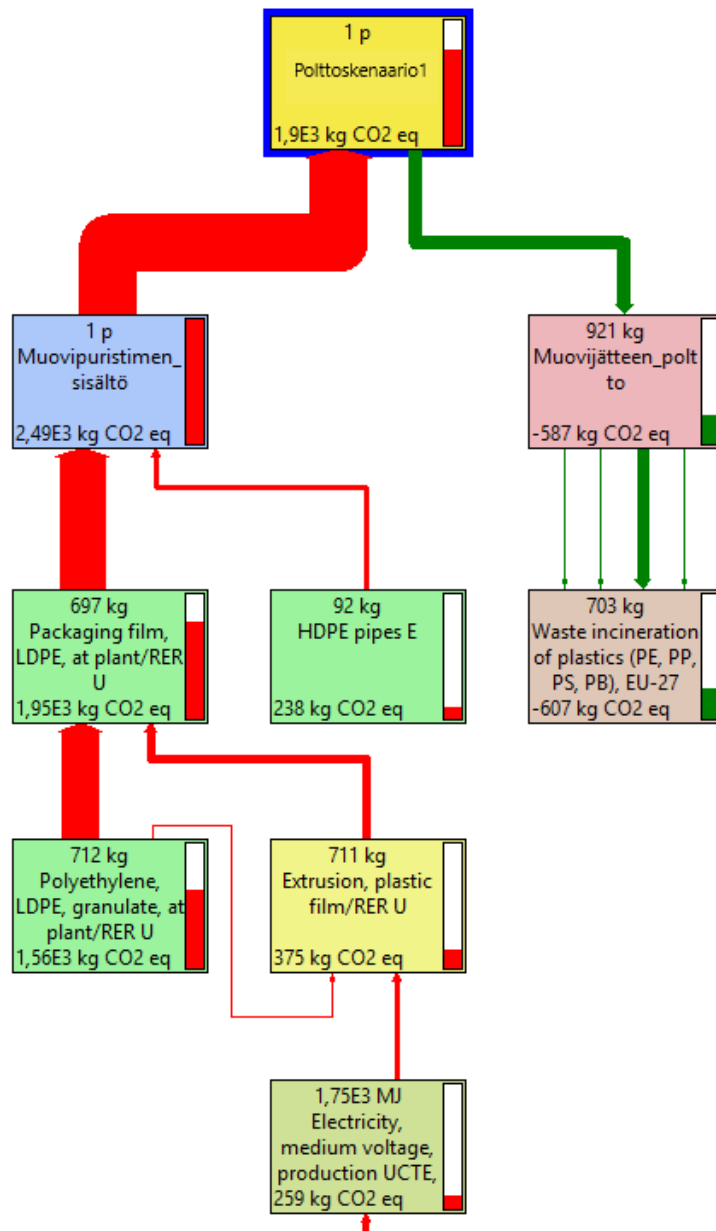 1 p
Polttoskenaario1
1,9E3 kg CO2 eq
1 p
Muovipuristimen_
sisältö
2,49E3 kg CO2 eq
921 kg
Muovijätteen_polt
to
-587 kg CO2 eq
697 kg
Packaging film,
LDPE, at plant/RER
U
1,95E3 kg CO2 eq
92 kg
HDPE pipes E
238 kg CO2 eq
703 kg
Waste incineration
of plastics (PE, PP,
PS, PB), EU-27
-607 kg CO2 eq
712 kg
Polyethylene,
LDPE, granulate, at
plant/RER U
1,56E3 kg CO2 eq
711 kg
Extrusion, plastic
film/RER U
375 kg CO2 eq
1,75E3 MJ
Electricity,
medium voltage,
production UCTE,
259 kg CO2 eq